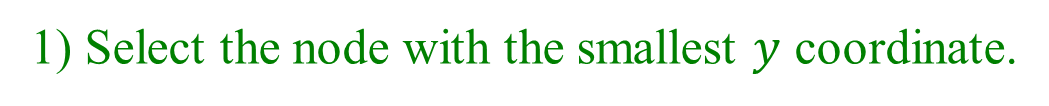 1) Select the node with the smallest y coordinate.